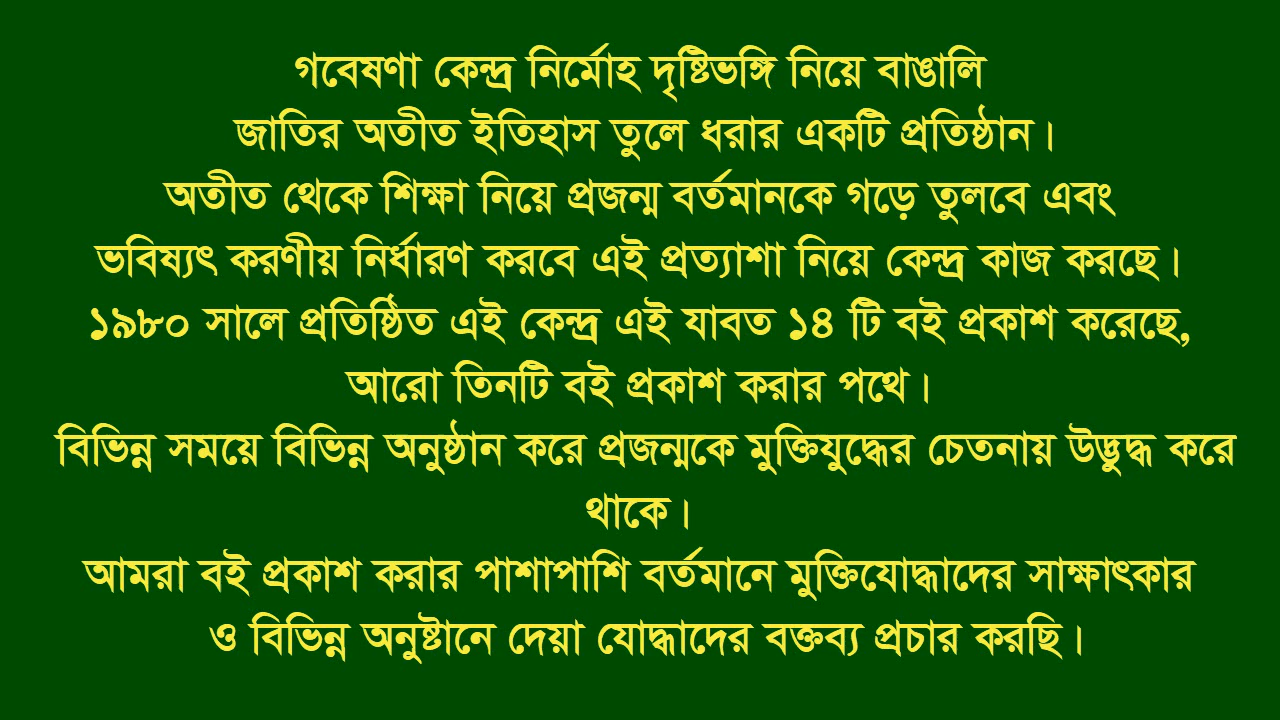 গবেষণা কেন্দ্র নির্মোহ দৃষ্টিভঙ্গি নিয়ে বাঙালি
জাতির অতীত ইতিহাস তুলে ধরার একটি প্রতিষ্ঠান।
অতীত থেকে শিক্ষা নিয়ে প্রজন্ম বর্তমানকে গড়ে তুলবে এবং
ভবিষ্যৎ করণীয় নির্ধারণ করবে এই প্রত্যাশা নিয়ে কেন্দ্র কাজ করছে।
১৯৮০ সালে প্রতিষ্ঠিত এই কেন্দ্র এই যাবত ১৪ টি বই প্রকাশ করেছে,
আরো তিনটি বই প্রকাশ করার পথে।
বিভিন্ন সময়ে বিভিন্ন অনুষ্ঠান করে প্রজন্মকে মুক্তিযুদ্ধের চেতনায় উদ্ভুদ্ধ করে
থাকে।
আমরা বই প্রকাশ করার পাশাপাশি বর্তমানে মুক্তিযোদ্ধাদের সাক্ষাৎকার
ও বিভিন্ন অনুষ্টানে দেয়া যোদ্ধাদের বক্তব্য প্রচার করছি।